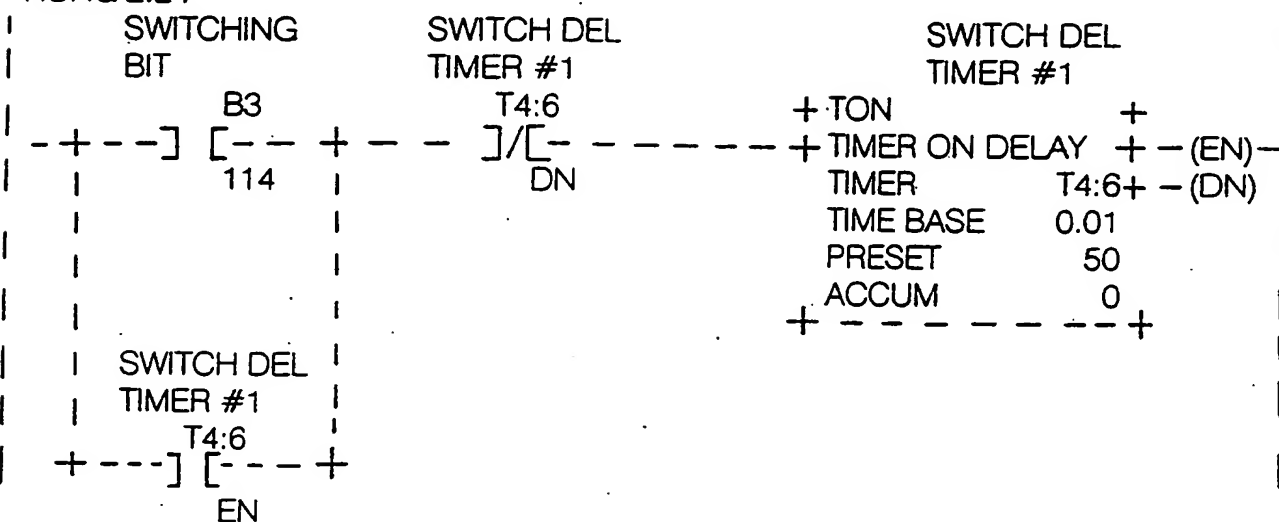 SWITCHING
BIT
B3
] [
114
SWITCH DEL
TIMER #1
T4:6
]/[
DN
SWITCH DEL
TIMER #1
TON
TIMER ON DELAY (EN)
TIMER T4:6 (DN)
TIME BASE 0.01
PRESET 50
ACCUM 0
SWITCH DEL
TIMER #1
T4:6
] [
EN